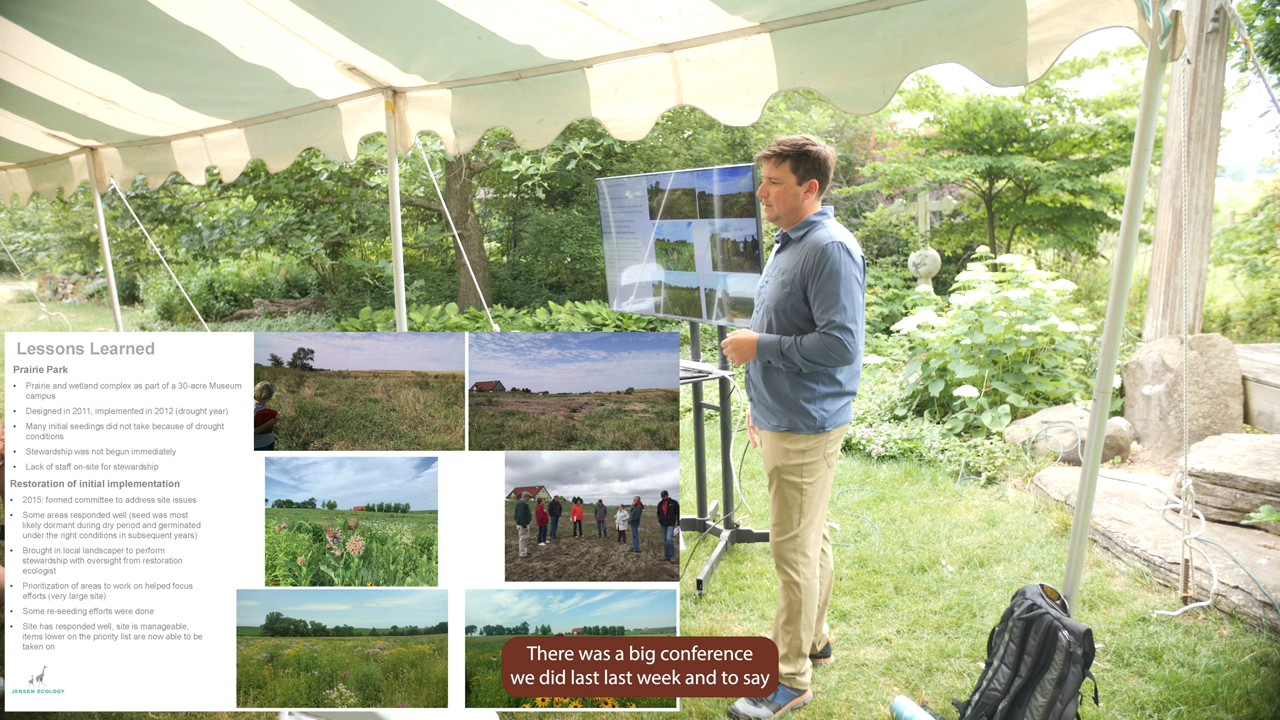 Lessons Learned
Prairie Park
• Prairie and wetland complex as part of a 30-acre Museum
campus
• Designed in 2011, implemented in 2012 (drought year)
• Many initial seedings did not take because of drought
conditions
• Stewardship was not begun immediately
• Lack of staff on-site for stewardship
Restoration of initial implementation
• 2015: formed committee to address site issues
• Some areas responded well (seed was most
likely dormant during dry period and germinated
under the right conditions in subsequent years)
• Brought in local landscaper to perform
stewardship with oversight from restoration
ecologist
• Prioritization of areas to work on helped focus
efforts (very large site)
• Some re-seeding efforts were done
• Site has responded well, site is manageable,
items lower on the priority list are now able to be
taken on
JENSEN ECOLOGY
There was a big conference
we did last last week and to say